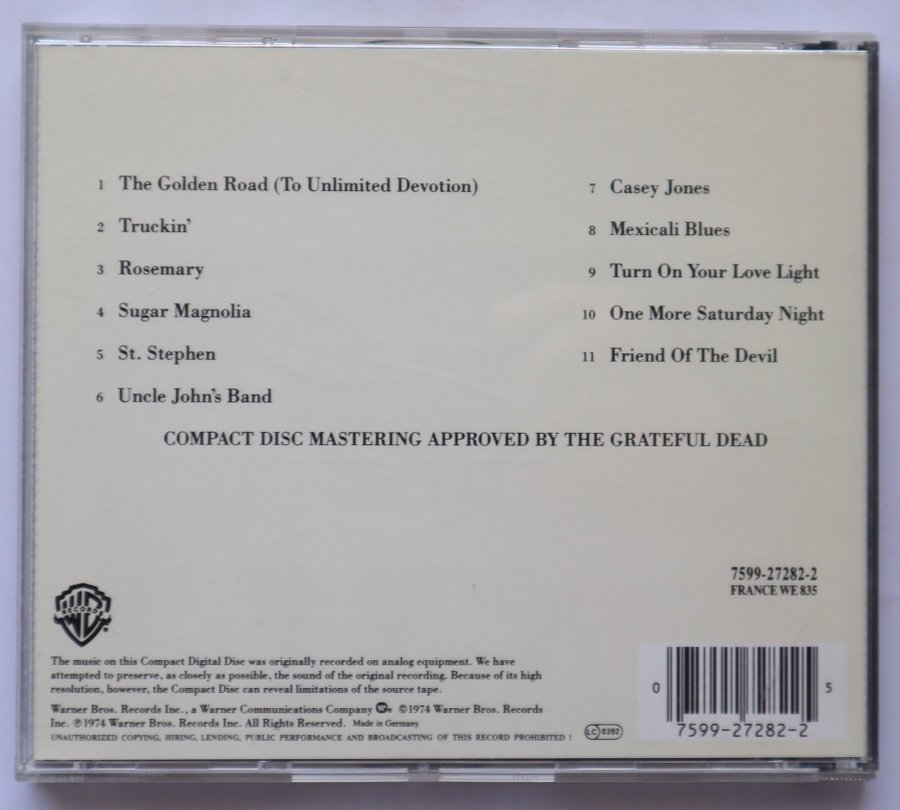 1 The Golden Road (To Unlimited Devotion)
2 Truckin'
3 Rosemary
4 Sugar Magnolia
5 St. Stephen
6 Uncle John's Band
7 Casey Jones
8 Mexicali Blues
9 Turn On Your Love Light
10 One More Saturday Night
11 Friend Of The Devil
COMPACT DISC MASTERING APPROVED BY THE GRATEFUL DEAD
7599-27282-2
FRANCE WE 835
RECORDS
The music on this Compact Digital Disc was originally recorded on analog equipment. We have
attempted to preserve, as closely as possible, the sound of the original recording. Because of its high
resolution, however, the Compact Disc can reveal limitations of the source tape.
Warner Bros. Records Inc., a Warner Communications Company ©1974 Warner Bros. Records
Inc. ℗1974 Warner Bros. Records Inc. All Rights Reserved. Made in Germany
UNAUTHORIZED COPYING, HIRING, LENDING, PUBLIC PERFORMANCE AND BROADCASTING OF THIS RECORD PROHIBITED !
LC 0392
0 5
7599-27282-2